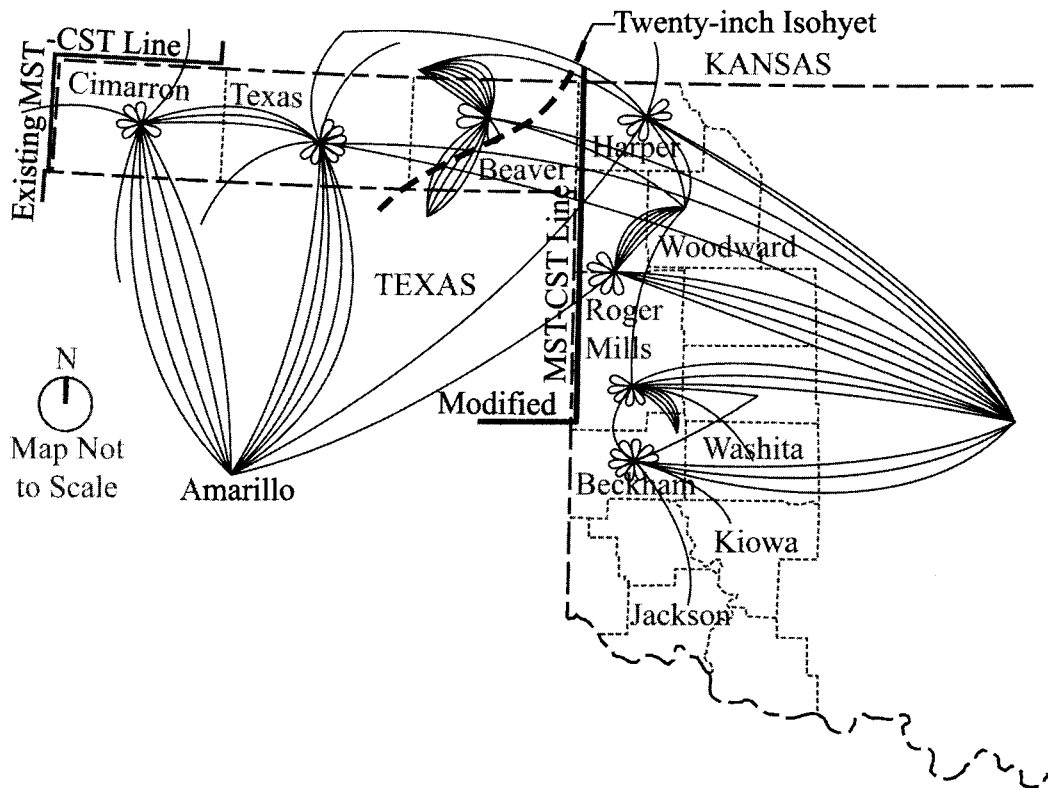 Twenty-inch Isohyet
-CST Line
KANSAS
Cimarron
Texas
Existing MST
Harper
Beaver
Woodward
TEXAS
MST-CST Line
Roger
Mills
N
Modified
Map Not
to Scale
Amarillo
Washita
Beckham
Kiowa
Jackson